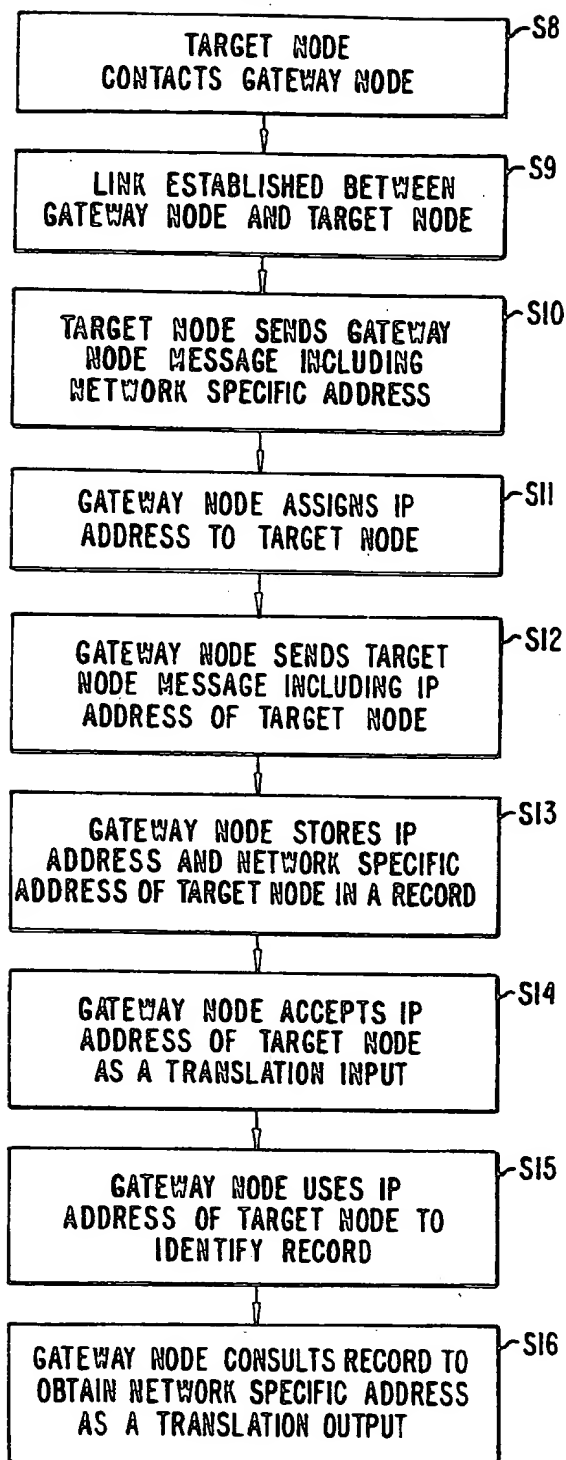 TARGET NODE
CONTACTS GATEWAY NODE
S8
LINK ESTABLISHED BETWEEN
GATEWAY NODE AND TARGET NODE
S9
TARGET NODE SENDS GATEWAY
NODE MESSAGE INCLUDING
NETWORK SPECIFIC ADDRESS
S10
GATEWAY NODE ASSIGNS IP
ADDRESS TO TARGET NODE
S11
GATEWAY NODE SENDS TARGET
NODE MESSAGE INCLUDING IP
ADDRESS OF TARGET NODE
S12
GATEWAY NODE STORES IP
ADDRESS AND NETWORK SPECIFIC
ADDRESS OF TARGET NODE IN A RECORD
S13
GATEWAY NODE ACCEPTS IP
ADDRESS OF TARGET NODE
AS A TRANSLATION INPUT
S14
GATEWAY NODE USES IP
ADDRESS OF TARGET NODE TO
IDENTIFY RECORD
S15
GATEWAY NODE CONSULTS RECORD TO
OBTAIN NETWORK SPECIFIC ADDRESS
AS A TRANSLATION OUTPUT
S16